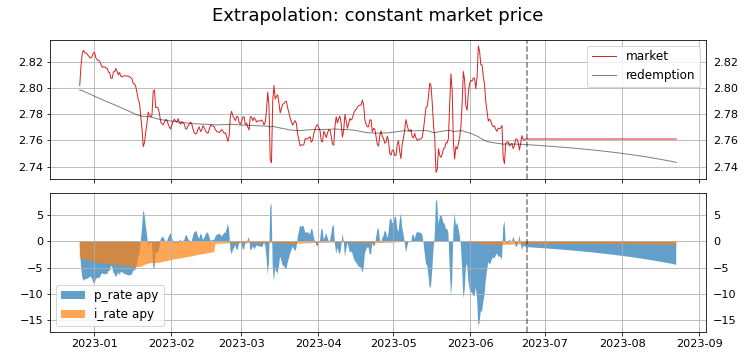 Extrapolation: constant market price
2.82 2.82
2.80 2.80
2.78 2.78
2.76 2.76
2.74 2.74
market
redemption
5 5
0 0
−5 −5
−10 −10
−15 −15
p_rate apy
i_rate apy
2023-01 2023-02 2023-03 2023-04 2023-05 2023-06 2023-07 2023-08 2023-09